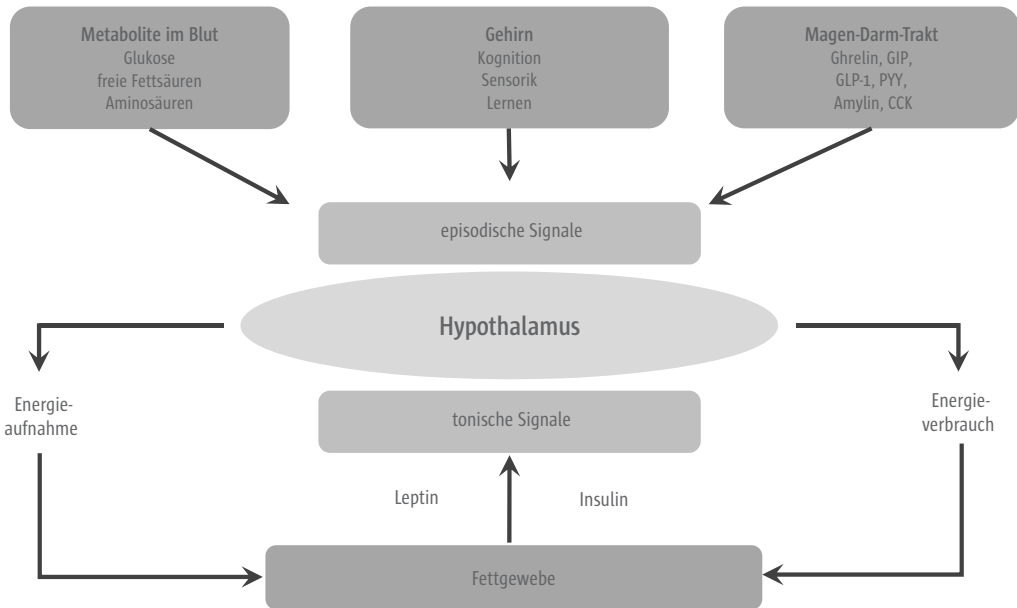 Metabolite im Blut
Glukose
freie Fettsäuren
Aminosäuren
Gehirn
Kognition
Sensorik
Lernen
Magen-Darm-Trakt
Ghrelin, GIP,
GLP-1, PYY,
Amylin, CCK
episodische Signale
Hypothalamus
Energie-
aufnahme
tonische Signale
Energie-
verbrauch
Leptin
Insulin
Fettgewebe